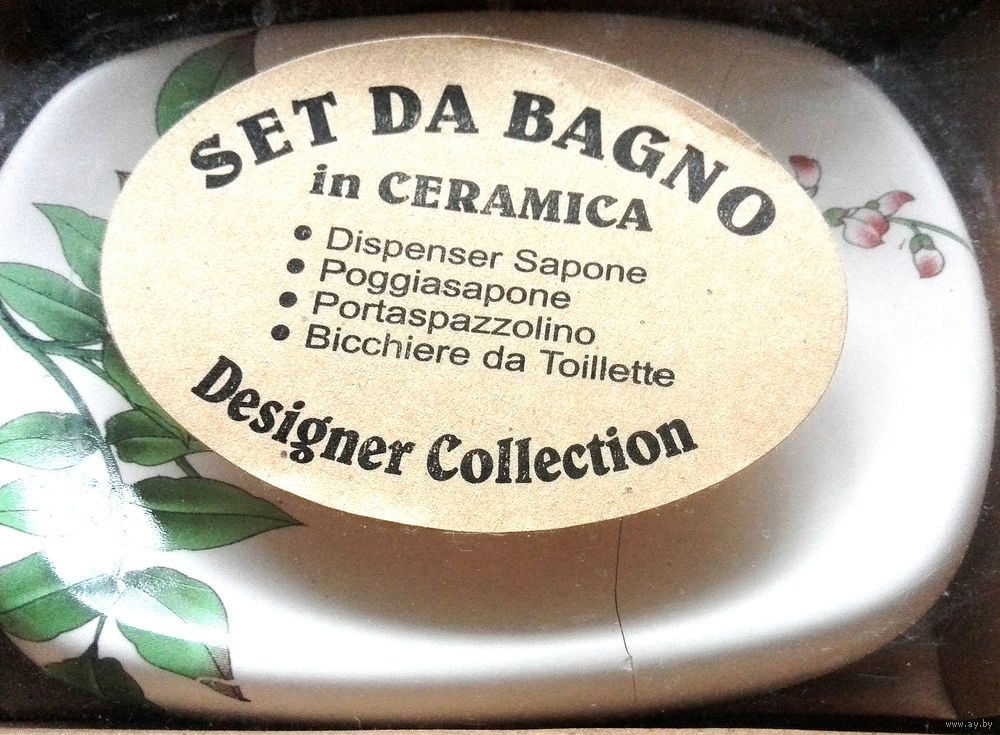 SET DA BAGNO
in CERAMICA
• Dispenser Sapone
• Poggiasapone
• Portaspazzolino
• Bicchiere da Toillette
Designer Collection
www.ay.by